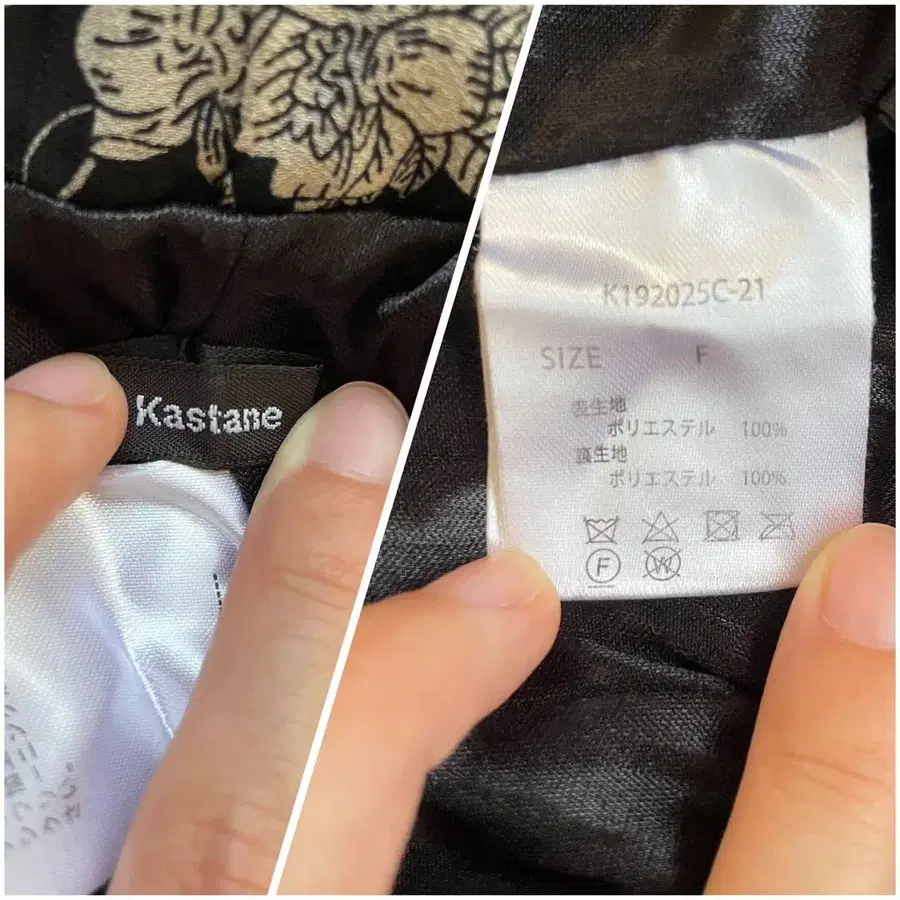 Kastane
K192025C-21
SIZE F
表生地
ポリエステル 100%
裏生地
ポリエステル 100%
F W